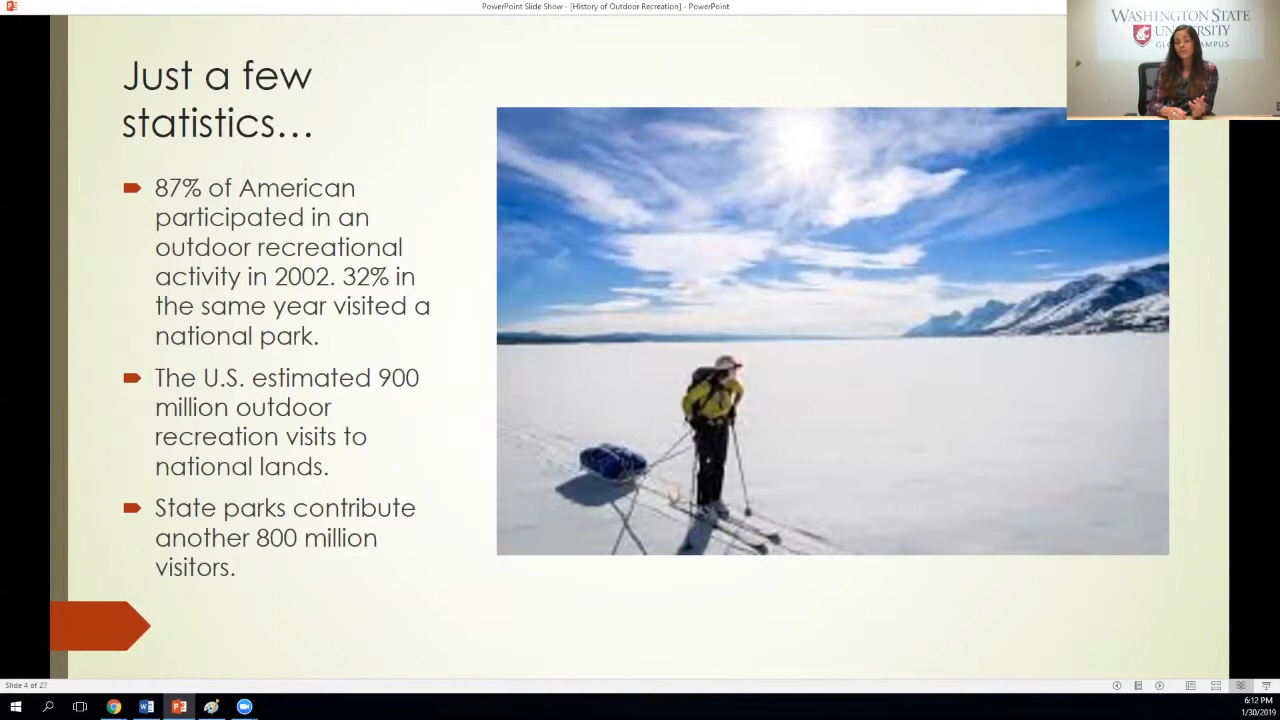 PowerPoint Slide Show - [History of Outdoor Recreation] - PowerPoint
WASHINGTON STATE
UNIVERSITY
Just a few
statistics…
87% of American
participated in an
outdoor recreational
activity in 2002. 32% in
the same year visited a
national park.
The U.S. estimated 900
million outdoor
recreation visits to
national lands.
State parks contribute
another 800 million
visitors.
Slide 4 of 27
6:12 PM
1/30/2019